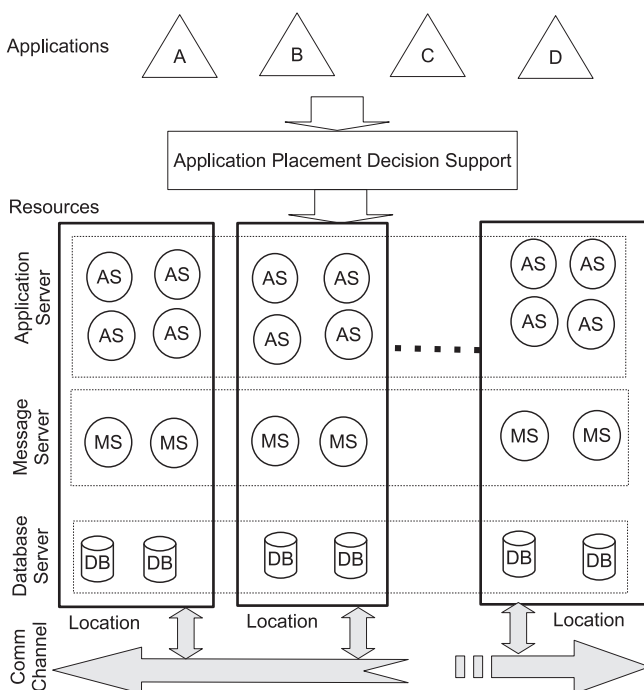 Applications
A B C D
Application Placement Decision Support
Resources
Application
Server
AS AS AS AS AS AS
AS AS AS AS AS AS
Message
Server
MS MS MS MS MS MS
Database
Server
DB DB DB DB DB DB
Location Location Location
Comm
Channel